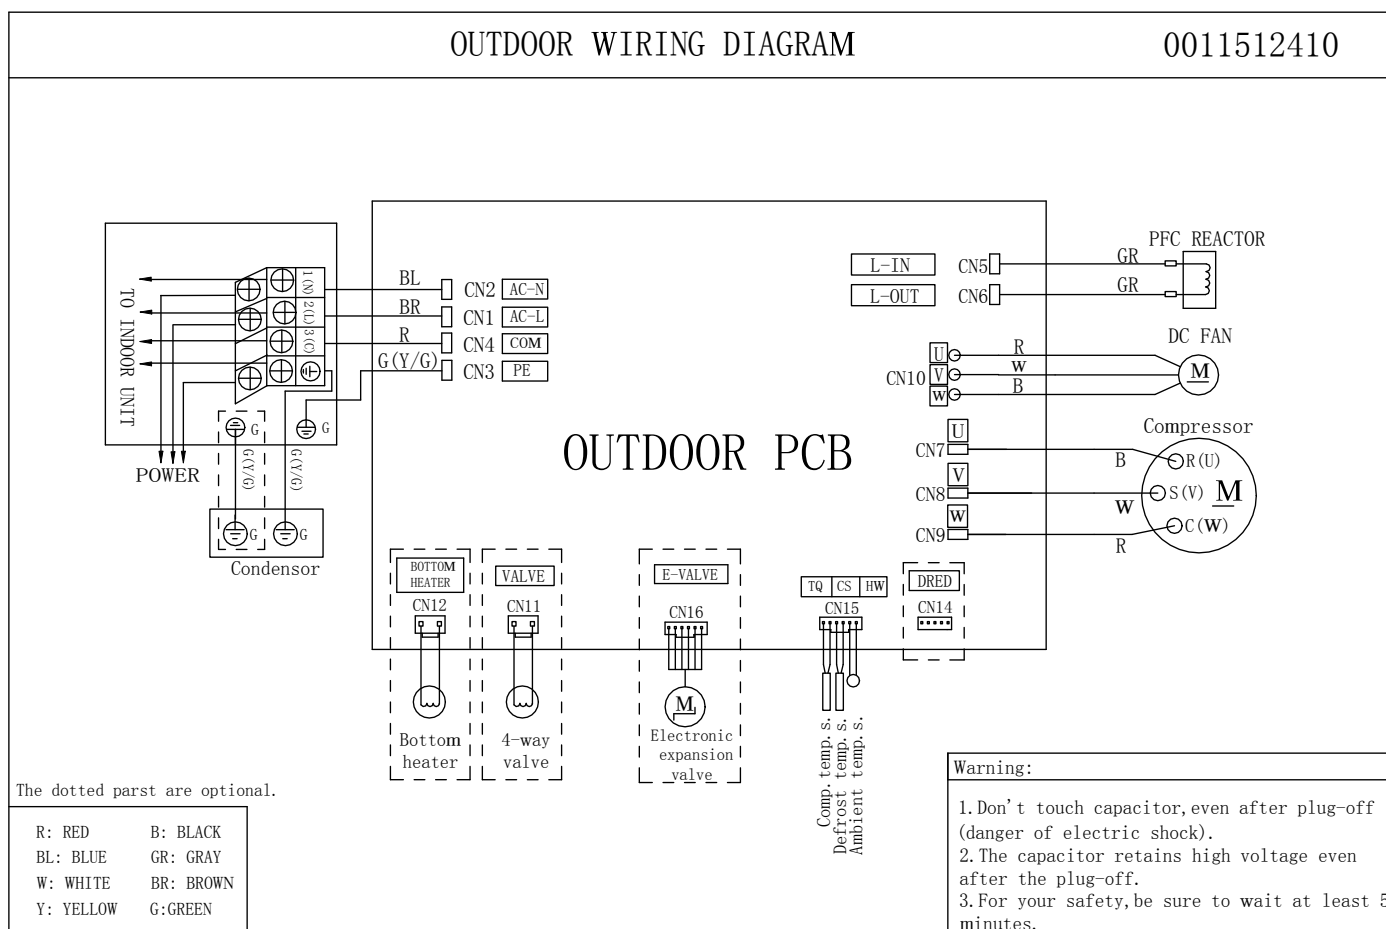 OUTDOOR WIRING DIAGRAM
0011512410
TO INDOOR UNIT
1(N)
2(L)
3(C)
BL
CN2
AC-N
BR
CN1
AC-L
R
CN4
COM
G(Y/G)
CN3
PE
G
G
G(Y/G)
G(Y/G)
POWER
G
G
Condensor
OUTDOOR PCB
L-IN
CN5
GR
PFC REACTOR
L-OUT
CN6
GR
DC FAN
CN10
U
R
V
W
W
B
M
Compressor
U
CN7
B
R(U)
V
CN8
W
S(V)
M
W
CN9
R
C(W)
BOTTOM
HEATER
CN12
Bottom
heater
VALVE
CN11
4-way
valve
E-VALVE
CN16
M
Electronic
expansion
valve
TQ
CS
HW
CN15
Comp.temp.s.
Defrost temp.s.
Ambient temp.s.
DRED
CN14
The dotted parst are optional.
R: RED
B: BLACK
BL: BLUE
GR: GRAY
W: WHITE
BR: BROWN
Y: YELLOW
G:GREEN
Warning:
1.Don't touch capacitor,even after plug-off
(danger of electric shock).
2.The capacitor retains high voltage even
after the plug-off.
3.For your safety,be sure to wait at least 5
minutes.